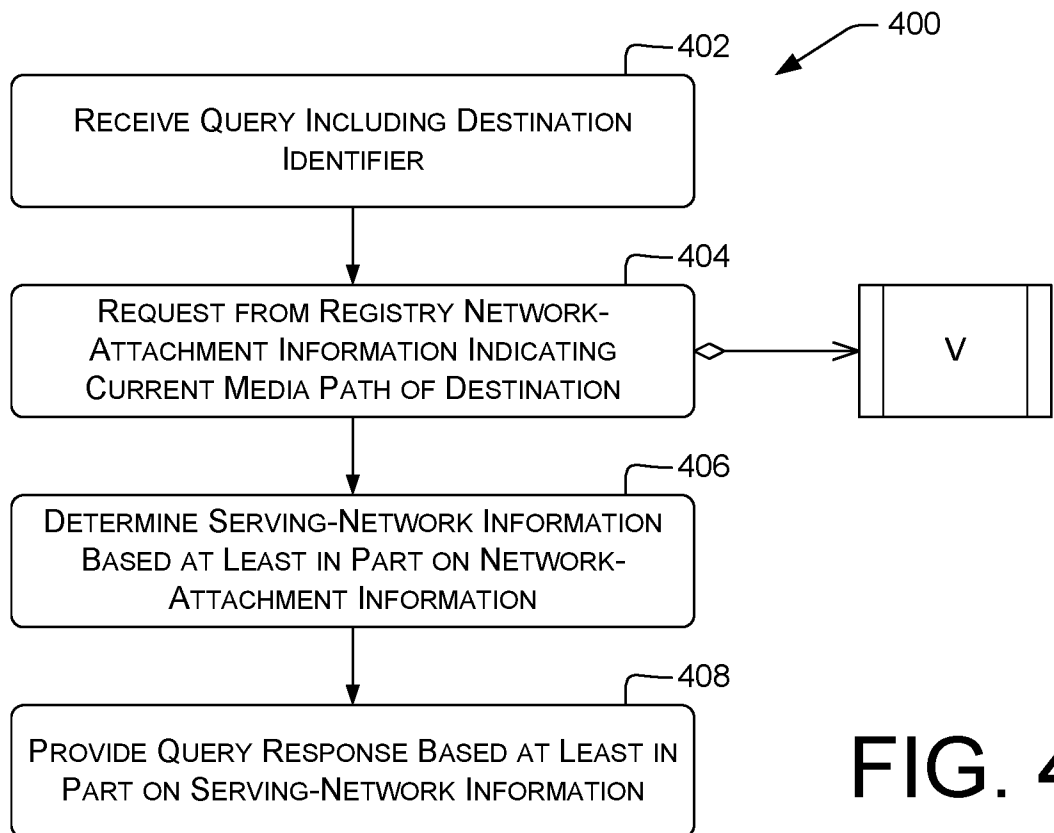 400
402
RECEIVE QUERY INCLUDING DESTINATION
IDENTIFIER
404
REQUEST FROM REGISTRY NETWORK-
ATTACHMENT INFORMATION INDICATING
CURRENT MEDIA PATH OF DESTINATION
V
406
DETERMINE SERVING-NETWORK INFORMATION
BASED AT LEAST IN PART ON NETWORK-
ATTACHMENT INFORMATION
408
PROVIDE QUERY RESPONSE BASED AT LEAST IN
PART ON SERVING-NETWORK INFORMATION
FIG. 4